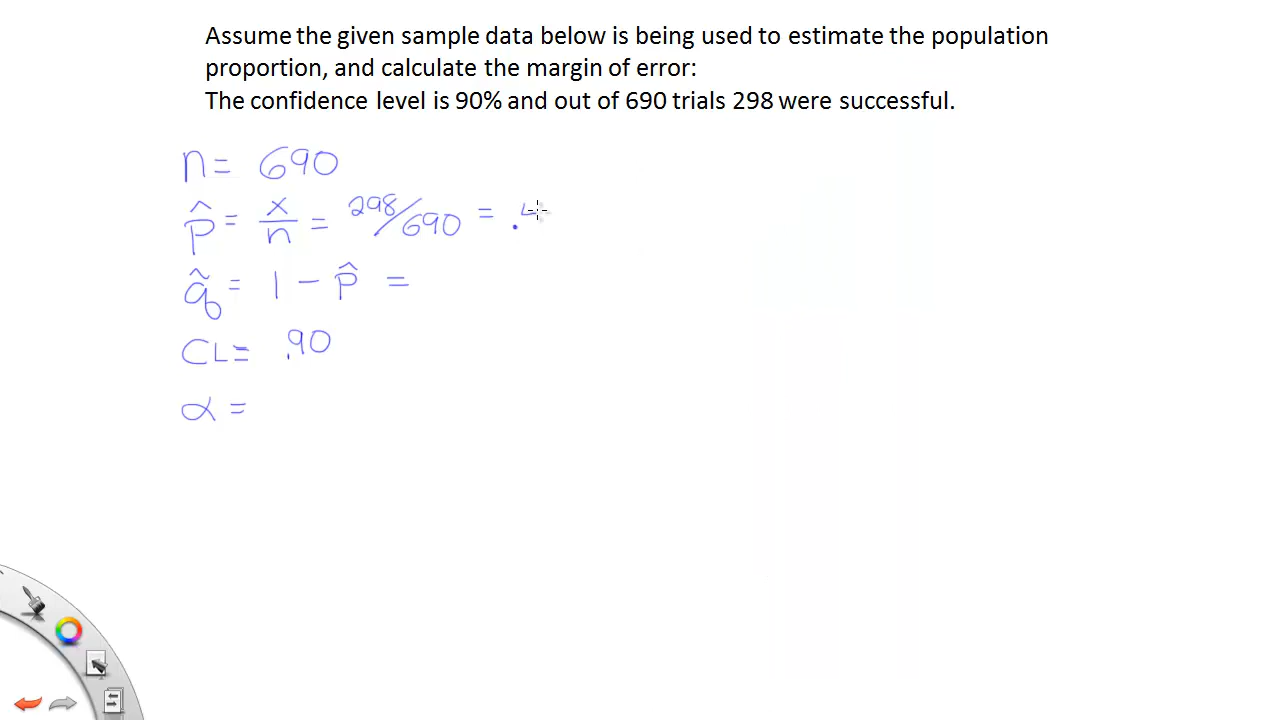 Assume the given sample data below is being used to estimate the population
proportion, and calculate the margin of error:
The confidence level is 90% and out of 690 trials 298 were successful.
n = 690
p̂ = x/n = 298/690 = .4
q̂ = 1 - p̂ =
CL = .90
α =